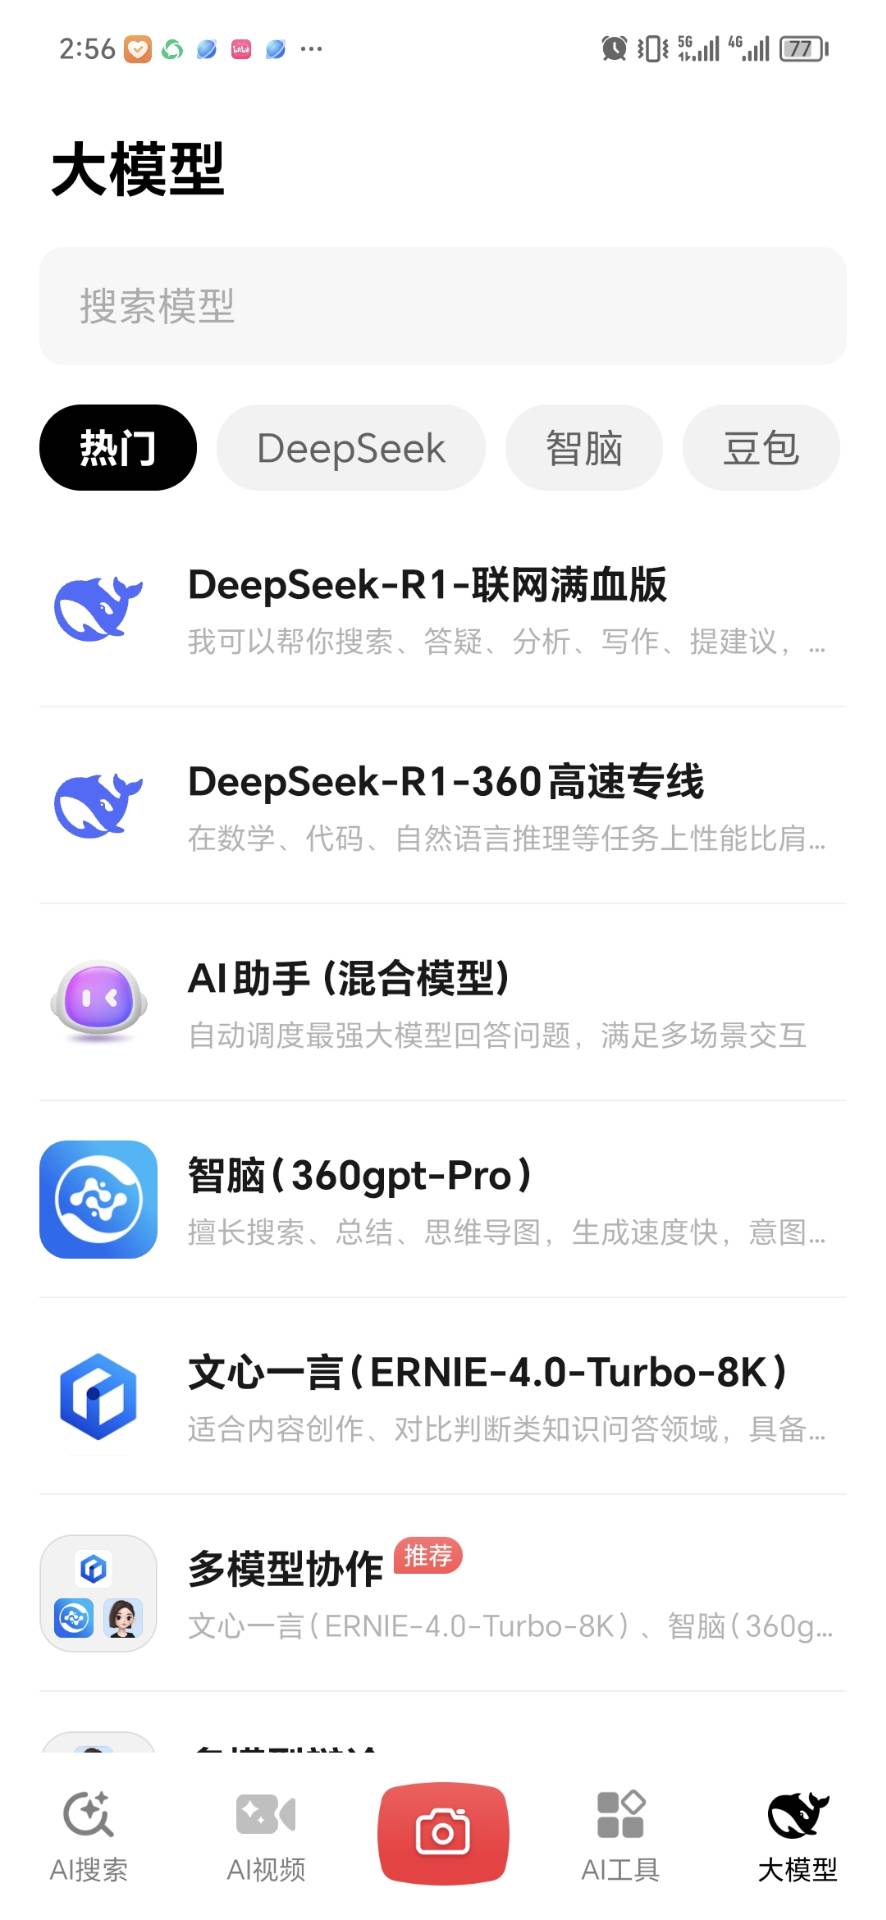 2:56
5G
4G
77
大模型
搜索模型
热门 DeepSeek 智脑 豆包
DeepSeek-R1-联网满血版
我可以帮你搜索、答疑、分析、写作、提建议，...
DeepSeek-R1-360高速专线
在数学、代码、自然语言推理等任务上性能比肩...
AI助手 (混合模型)
自动调度最强大模型回答问题，满足多场景交互
智脑(360gpt-Pro)
擅长搜索、总结、思维导图，生成速度快，意图...
文心一言(ERNIE-4.0-Turbo-8K)
适合内容创作、对比判断类知识问答领域，具备...
多模型协作 推荐
文心一言(ERNIE-4.0-Turbo-8K)、智脑(360g...
AI搜索 AI视频 AI工具 大模型